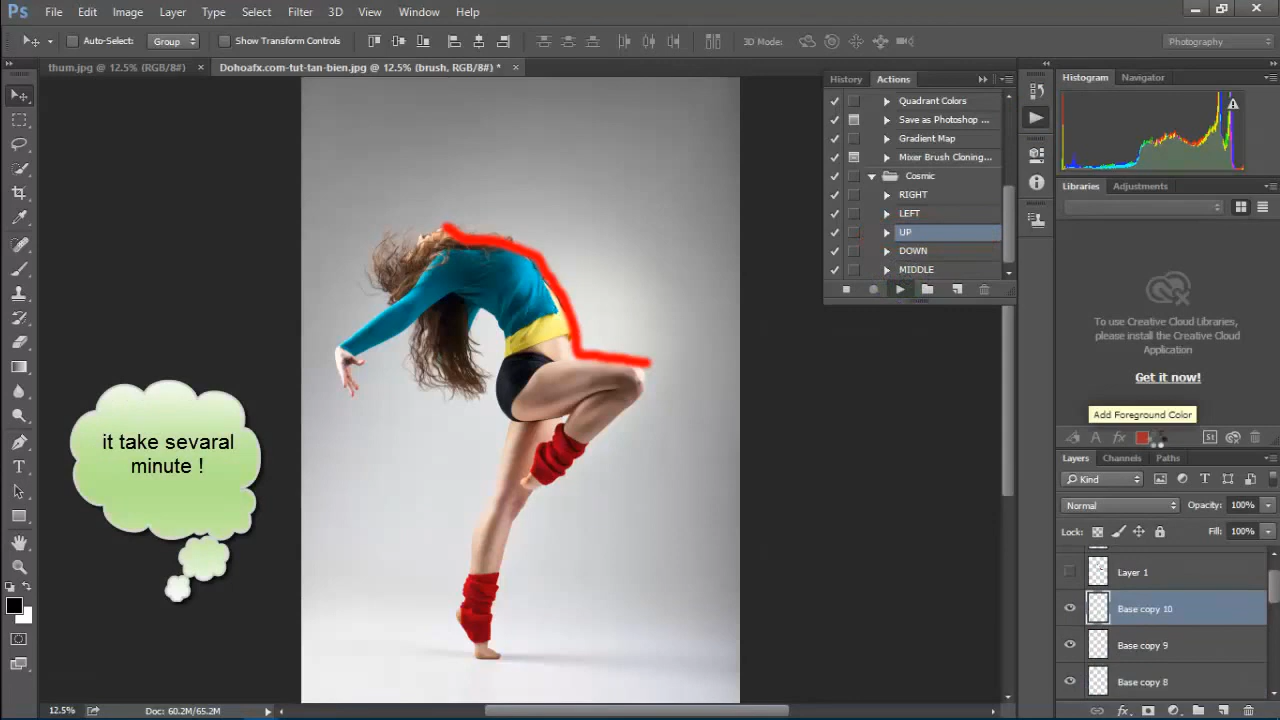 Ps File Edit Image Layer Type Select Filter 3D View Window Help
Auto-Select: Group Show Transform Controls 3D Mode: Photography
thum.jpg @ 12.5% (RGB/8#) × Dohoafx.com-tut-tan-bien.jpg @ 12.5% (brush, RGB/8#) * ×
History Actions
Quadrant Colors
Save as Photoshop ...
Gradient Map
Mixer Brush Cloning...
Cosmic
RIGHT
LEFT
UP
DOWN
MIDDLE
Histogram Navigator
Libraries Adjustments
To use Creative Cloud Libraries,
please install the Creative Cloud
Application
Get it now!
Add Foreground Color
St
Layers Channels Paths
Kind
Normal Opacity: 100%
Lock: Fill: 100%
Layer 1
Base copy 10
Base copy 9
Base copy 8
it take sevaral
minute !
12.5% Doc: 60.2M/65.2M